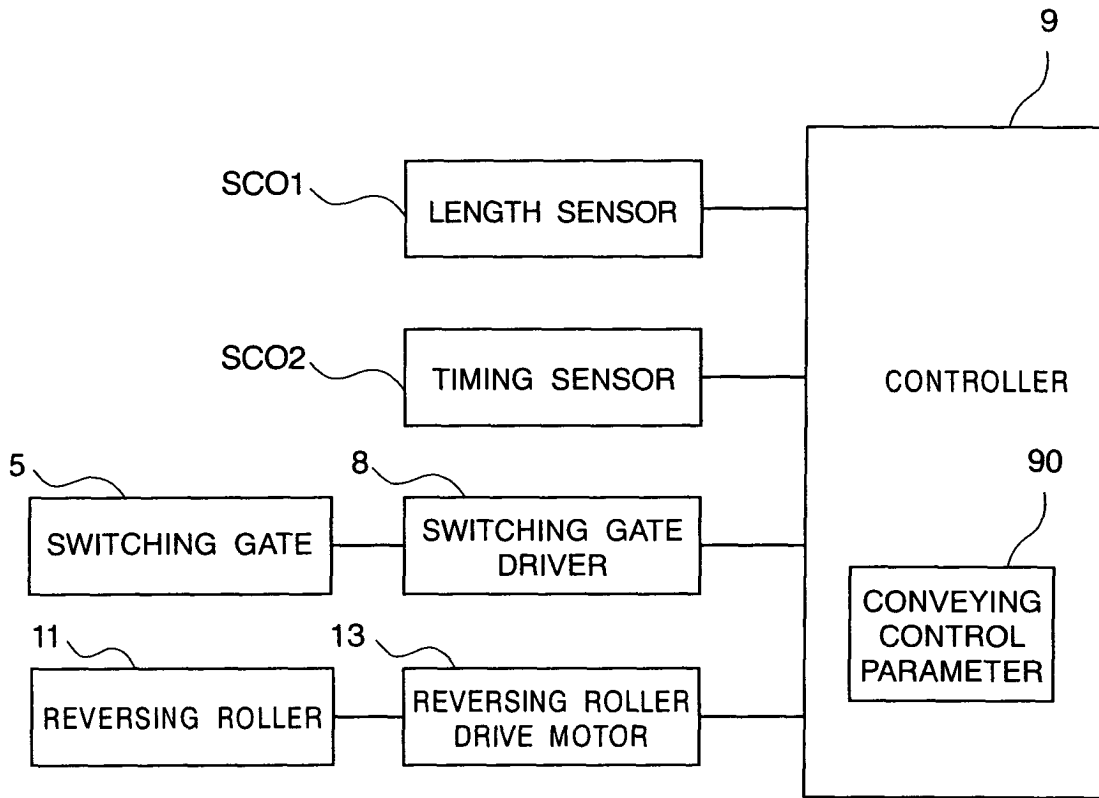 9
SCO1
LENGTH SENSOR
SCO2
TIMING SENSOR
CONTROLLER
5
8
90
SWITCHING GATE
SWITCHING GATE
DRIVER
CONVEYING
CONTROL
PARAMETER
11
13
REVERSING ROLLER
REVERSING ROLLER
DRIVE MOTOR